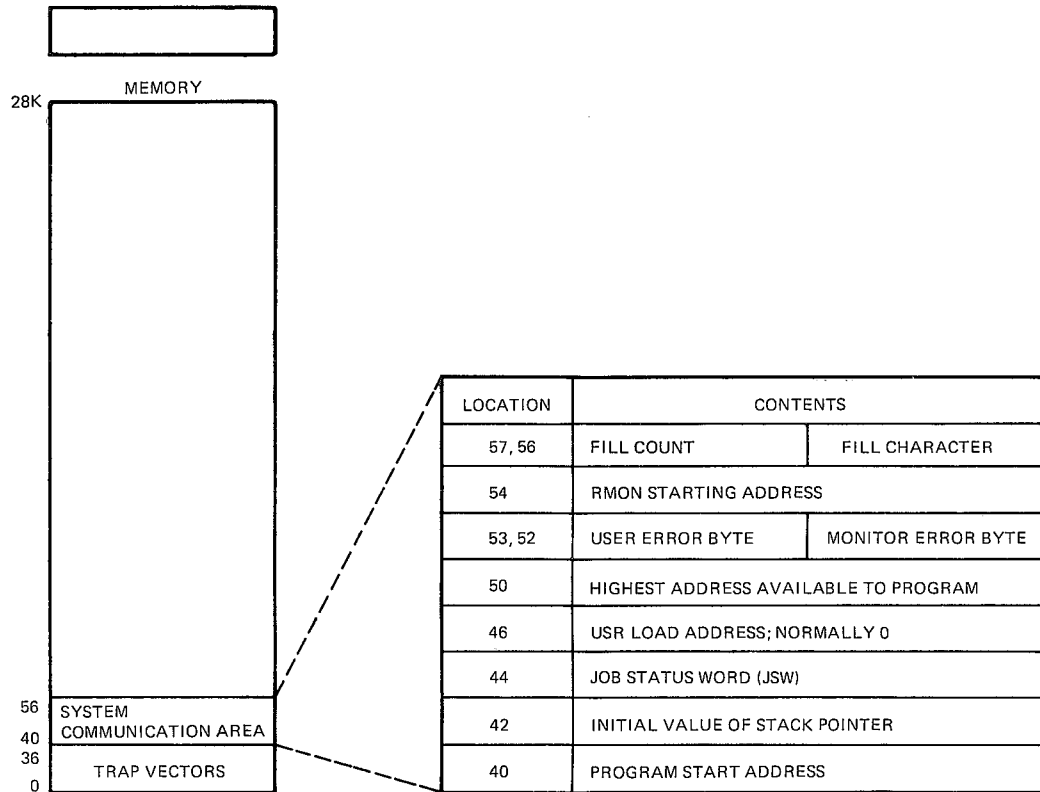 MEMORY
28K
LOCATION CONTENTS
57, 56 FILL COUNT FILL CHARACTER
54 RMON STARTING ADDRESS
53, 52 USER ERROR BYTE MONITOR ERROR BYTE
50 HIGHEST ADDRESS AVAILABLE TO PROGRAM
46 USR LOAD ADDRESS; NORMALLY 0
44 JOB STATUS WORD (JSW)
42 INITIAL VALUE OF STACK POINTER
40 PROGRAM START ADDRESS
56 SYSTEM
40 COMMUNICATION AREA
36
TRAP VECTORS
0